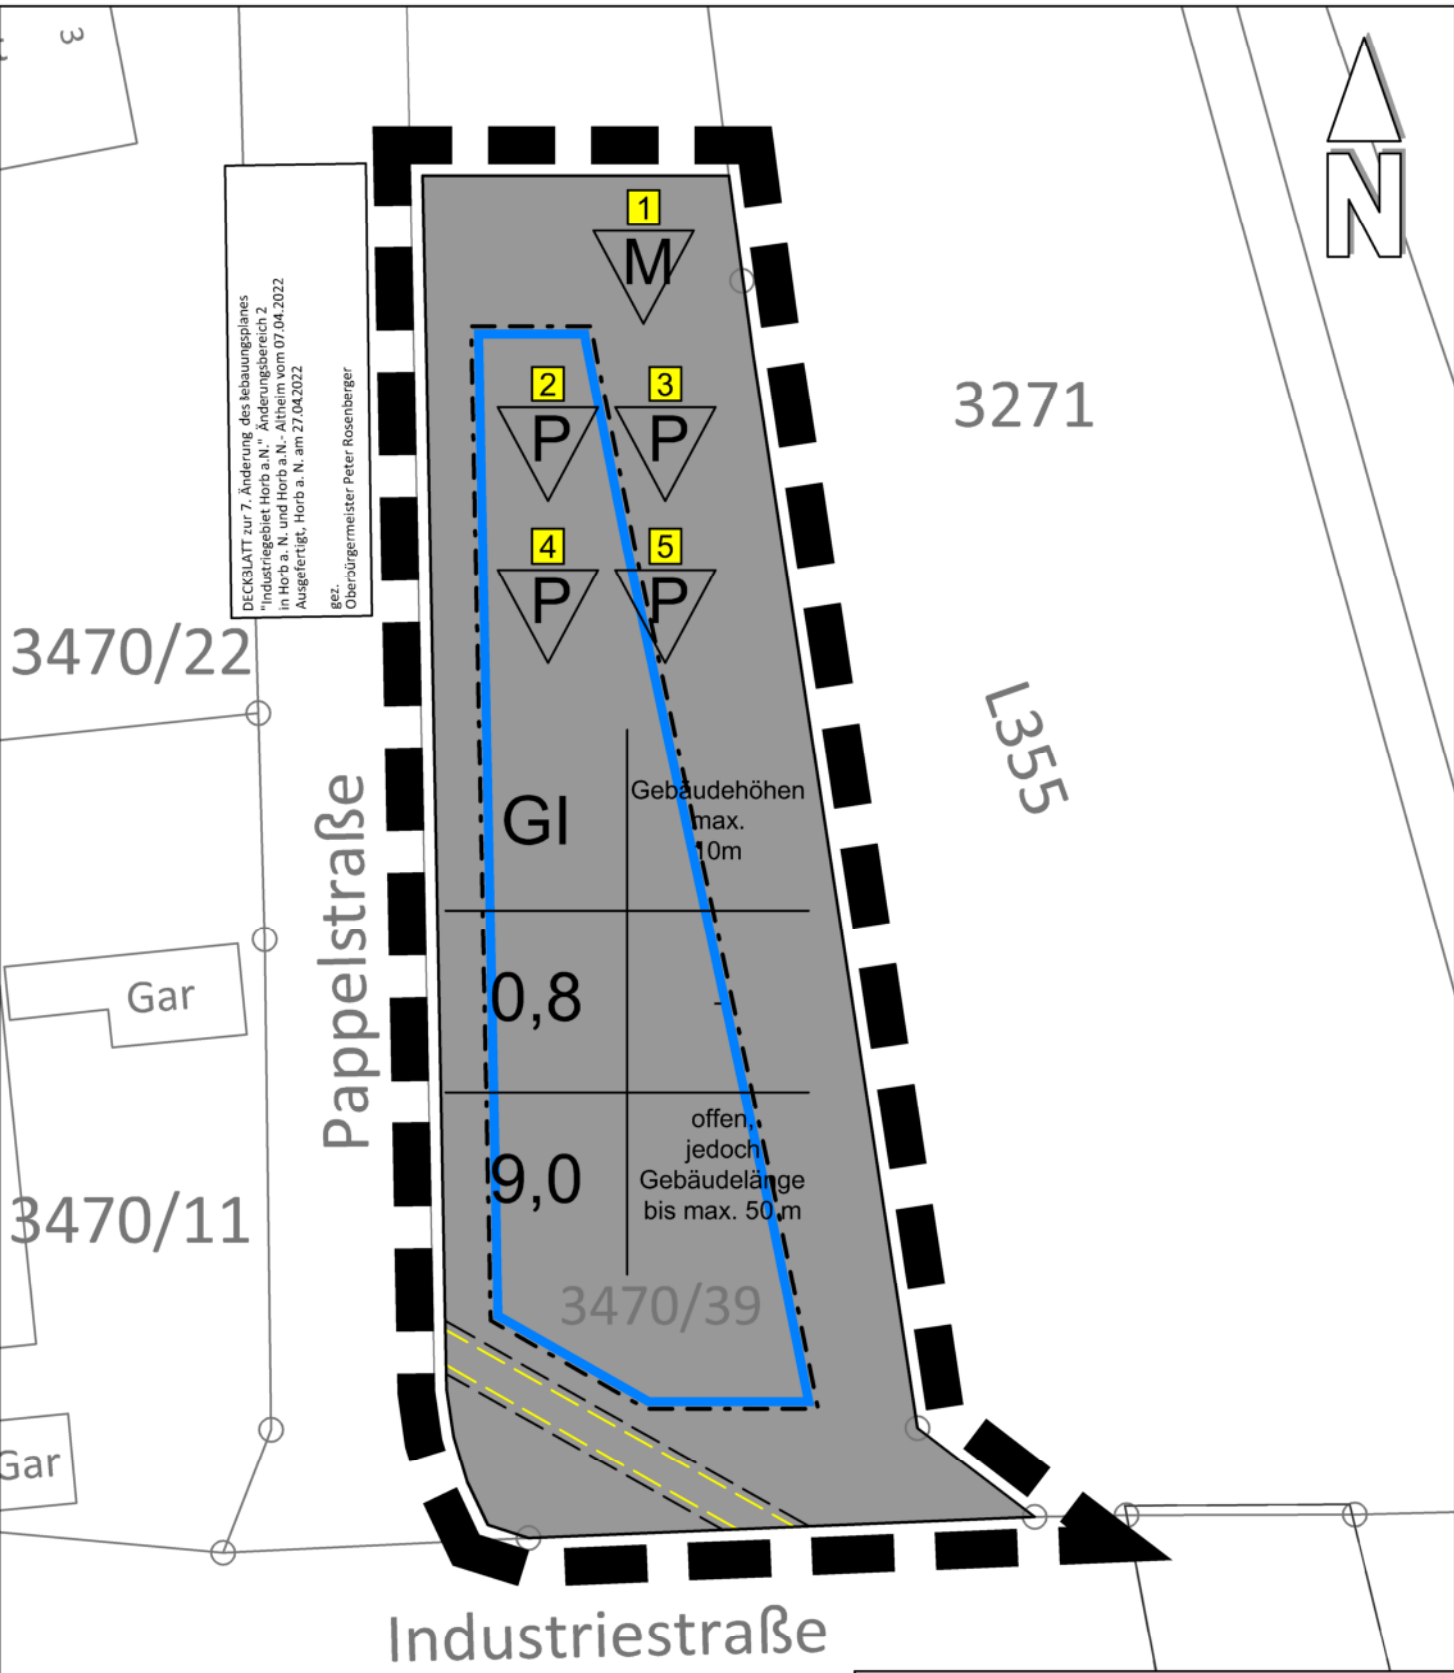 3
N
DECKBLATT zur 7. Änderung des Bebauungsplanes
"Industriegebiet Horb a.N." Änderungsbereich 2
in Horb a. N. und Horb a.N.- Altheim vom 07.04.2022
Ausgefertigt, Horb a. N. am 27.04.2022
gez.
Oberbürgermeister Peter Rosenberger
1
M
2
P
3
P
4
P
5
P
3271
3470/22
L355
Pappelstraße
GI
Gebäudehöhen
max.
10m
0,8
-
9,0
offen,
jedoch
Gebäudelänge
bis max. 50 m
Gar
3470/11
3470/39
Gar
Industriestraße